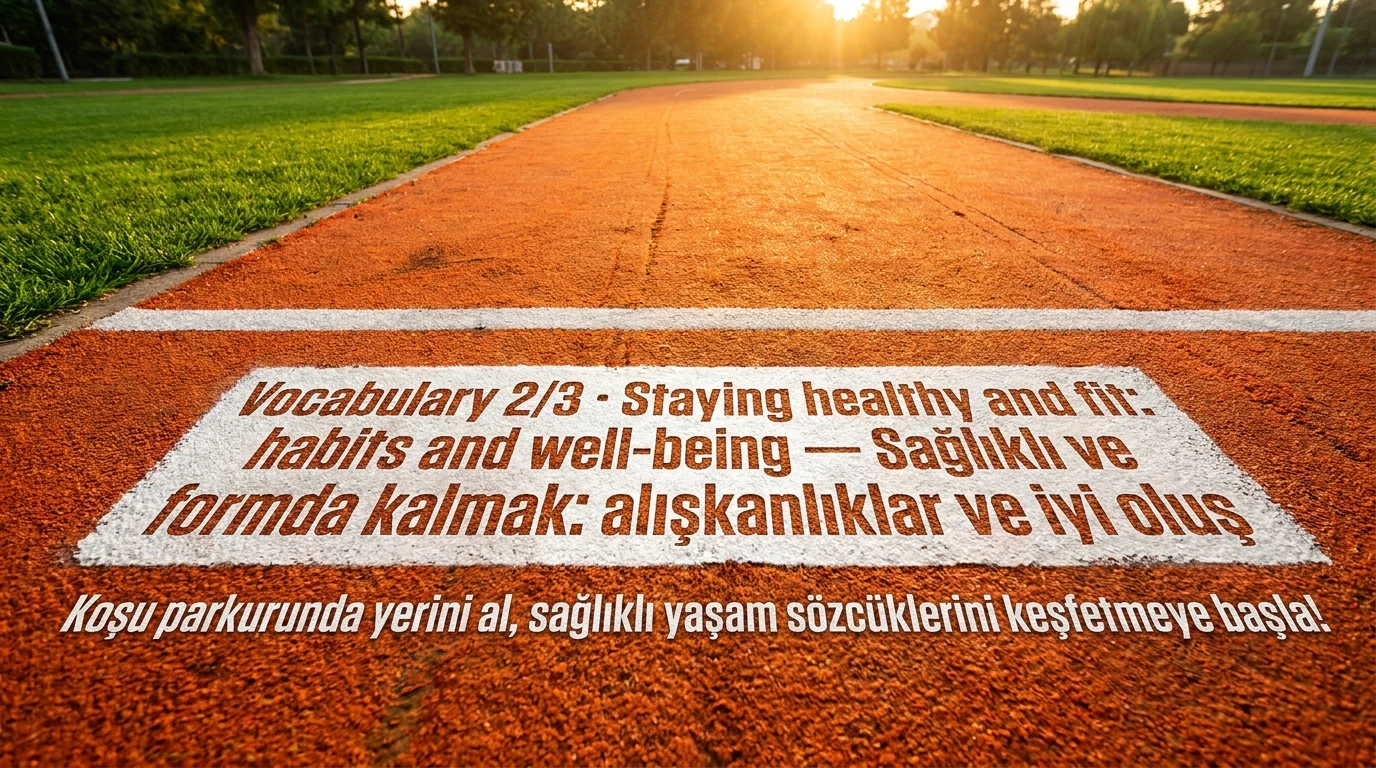 Vocabulary 2/3 · Staying healthy and fit:
habits and well-being — Sağlıklı ve
formda kalmak: alışkanlıklar ve iyi oluş
Koşu parkurunda yerini al, sağlıklı yaşam sözcüklerini keşfetmeye başla!